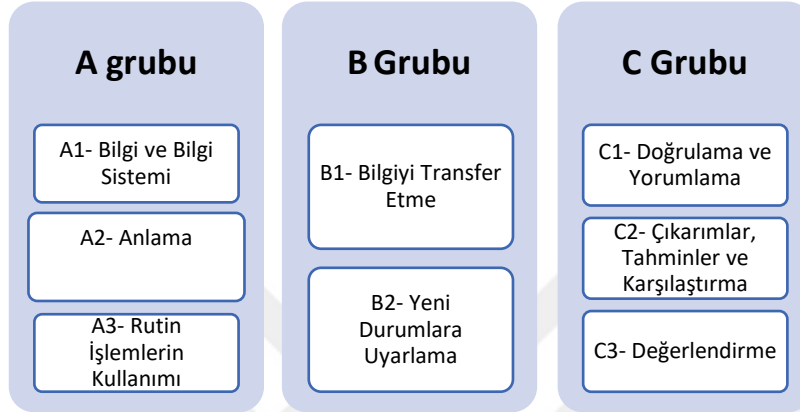 A grubu
A1- Bilgi ve Bilgi
Sistemi
A2- Anlama
A3- Rutin
İşlemlerin
Kullanımı
B Grubu
B1- Bilgiyi Transfer
Etme
B2- Yeni
Durumlara
Uyarlama
C Grubu
C1- Doğrulama ve
Yorumlama
C2- Çıkarımlar,
Tahminler ve
Karşılaştırma
C3- Değerlendirme